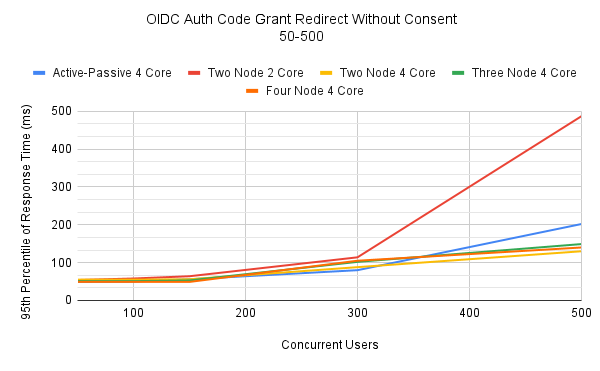 OIDC Auth Code Grant Redirect Without Consent
50-500
Active-Passive 4 Core
Two Node 2 Core
Two Node 4 Core
Three Node 4 Core
Four Node 4 Core
95th Percentile of Response Time (ms)
500
400
300
200
100
0
100
200
300
400
500
Concurrent Users